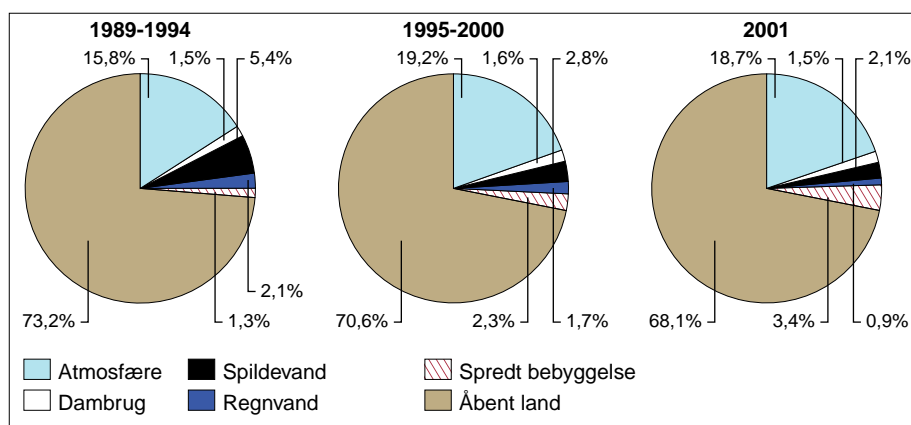 1989-1994
15,8% 1,5% 5,4%
73,2% 1,3% 2,1%
1995-2000
19,2% 1,6% 2,8%
70,6% 2,3% 1,7%
2001
18,7% 1,5% 2,1%
68,1% 3,4% 0,9%
Atmosfære Spildevand Spredt bebyggelse
Dambrug Regnvand Åbent land